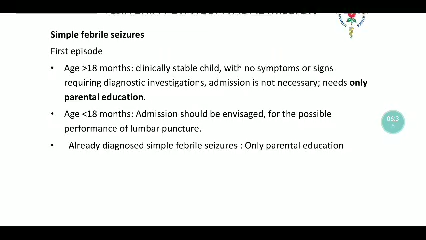 Simple febrile seizures
First episode
• Age >18 months: clinically stable child, with no symptoms or signs
requiring diagnostic investigations, admission is not necessary; needs only
parental education.
• Age <18 months: Admission should be envisaged, for the possible
performance of lumbar puncture.
• Already diagnosed simple febrile seizures : Only parental education
06:3